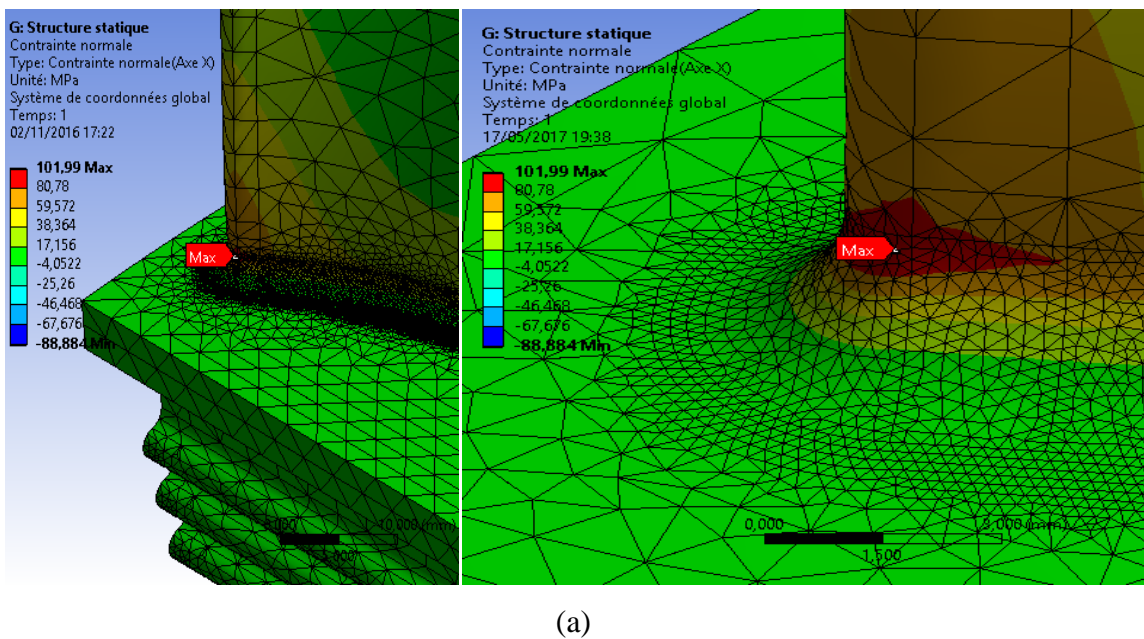 G: Structure statique
Contrainte normale
Type: Contrainte normale(Axe X)
Unité: MPa
Système de coordonnées global
Temps: 1
02/11/2016 17:22
101,99 Max
80,78
59,572
38,364
17,156
-4,0522
-25,26
-46,468
-67,676
-88,884 Min
Max
10,000 (mm)
G: Structure statique
Contrainte normale
Type: Contrainte normale(Axe X)
Unité: MPa
Système de coordonnées global
Temps: 1
17/05/2017 19:38
101,99 Max
80,78
59,572
38,364
17,156
-4,0522
-25,26
-46,468
-67,676
-88,884 Min
Max
0,000
3,000 (mm)
1,500
(a)